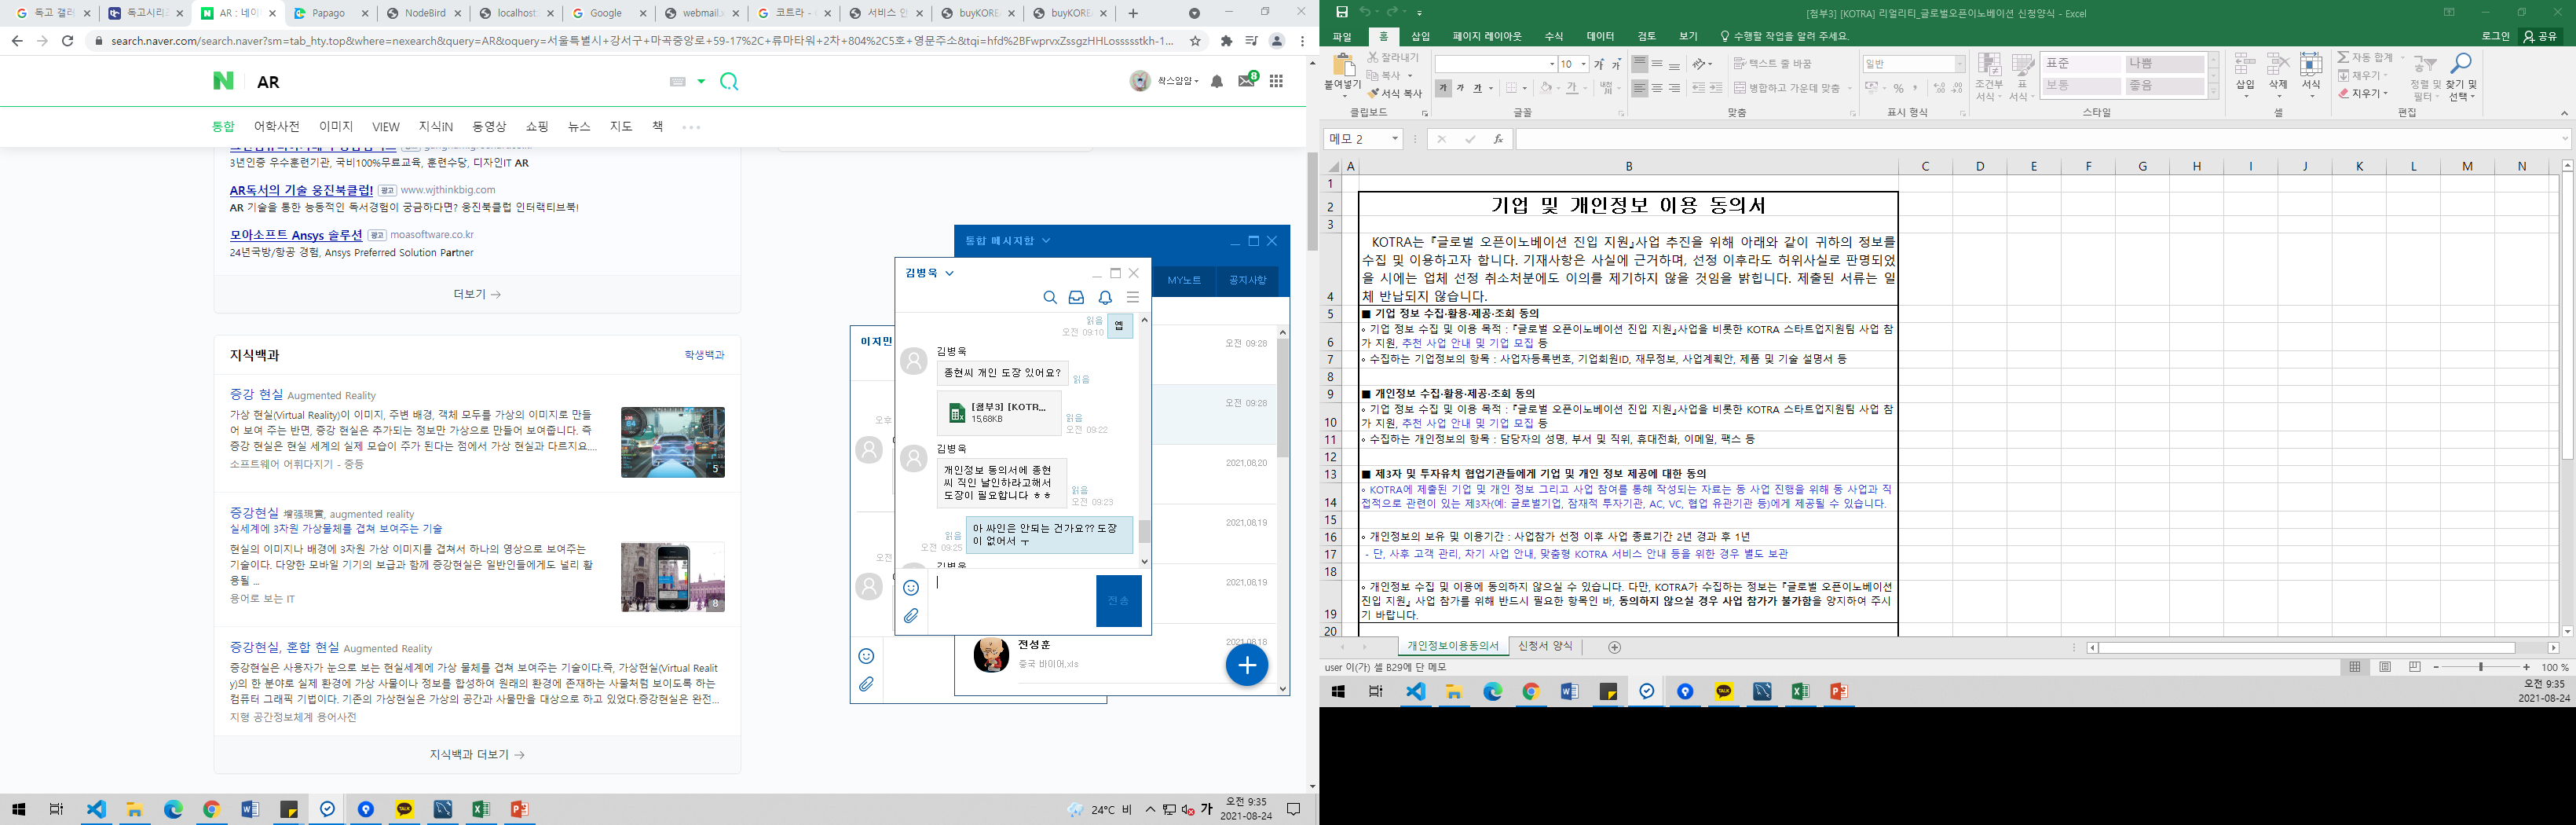 독고 갤러
독고시리
AR : 네이
Papago
NodeBird
localhost:
Google
webmail.
코트라 -
서비스 안
buyKORE
buyKORE
search.naver.com/search.naver?sm=tab_hty.top&where=nexearch&query=AR&oquery=서울특별시+강서구+마곡중앙로+59-17%2C+류마타워+2차+804%2C5호+영문주소&tqi=hfd%2BFwprvxZssgzHHLossssstkh-1...
AR
8
통합 어학사전 이미지 VIEW 지식iN 동영상 쇼핑 뉴스 지도 책
3년인증 우수훈련기관, 국비100%무료교육, 훈련수당, 디자인IT AR
AR독서의 기술 웅진북클럽! 광고 www.wjthinkbig.com
AR 기술을 통한 능동적인 독서경험이 궁금하다면? 웅진북클럽 인터랙티브북!
모아소프트 Ansys 솔루션 광고 moasoftware.co.kr
24년국방/항공 경험, Ansys Preferred Solution Partner
더보기 →
지식백과
학생백과
증강 현실 Augmented Reality
가상 현실(Virtual Reality)이 이미지, 주변 배경, 객체 모두를 가상의 이미지로 만들
어 보여 주는 반면, 증강 현실은 추가되는 정보만 가상으로 만들어 보여줍니다. 즉
증강 현실은 현실 세계의 실제 모습이 주가 된다는 점에서 가상 현실과 다르지요....
소프트웨어 어휘다지기 - 중등
5
증강현실 增强現實, augmented reality
실세계에 3차원 가상물체를 겹쳐 보여주는 기술
현실의 이미지나 배경에 3차원 가상 이미지를 겹쳐서 하나의 영상으로 보여주는
기술이다. 다양한 모바일 기기의 보급과 함께 증강현실은 일반인들에게도 널리 활
용될 ...
용어로 보는 IT
8
증강현실, 혼합 현실 Augmented Reality
증강현실은 사용자가 눈으로 보는 현실세계에 가상 물체를 겹쳐 보여주는 기술이다.즉, 가상현실(Virtual Realit
y)의 한 분야로 실제 환경에 가상 사물이나 정보를 합성하여 원래의 환경에 존재하는 사물처럼 보이도록 하는
컴퓨터 그래픽 기법이다. 기존의 가상현실은 가상의 공간과 사물만을 대상으로 하고 있었다.증강현실은 완전...
지형 공간정보체계 용어사전
지식백과 더보기 →
통합 메시지함
MY노트
공지사항
오전 09:28
오전 09:28
2021.08.20
2021.08.19
2021.08.19
2021.08.18
전성훈
중국 바이어.xls
이지민
김병욱
읽음
오전 09:10
옙
김병욱
종현씨 개인 도장 있어요?
읽음
[첨부3] [KOTR...
15.68KB
읽음
오전 09:22
김병욱
개인정보 동의서에 종현
씨 직인 날인하라고해서
도장이 필요합니다 ㅎㅎ
읽음
오전 09:23
아 싸인은 안되는 건가요?? 도장
이 없어서 ㅜ
읽음
오전 09:25
김병욱
전송
24°C 비
가
오전 9:35
2021-08-24
[첨부3] [KOTRA] 리얼리티_글로벌오픈이노베이션 신청양식 - Excel
파일 홈 삽입 페이지 레이아웃 수식 데이터 검토 보기 수행할 작업을 알려 주세요.
로그인 공유
붙여넣기
잘라내기
복사
서식 복사
클립보드
10
가 가 가
글꼴
텍스트 줄 바꿈
병합하고 가운데 맞춤
맞춤
일반
표시 형식
조건부 서식
표 서식
표준 나쁨
보통 좋음
스타일
삽입 삭제 서식
셀
자동 합계
채우기
지우기
정렬 및 필터
찾기 및 선택
편집
메모 2
fx
A B C D E F G H I J K L M N
1
2 기업 및 개인정보 이용 동의서
3
KOTRA는 『글로벌 오픈이노베이션 진입 지원』사업 추진을 위해 아래와 같이 귀하의 정보를
수집 및 이용하고자 합니다. 기재사항은 사실에 근거하며, 선정 이후라도 허위사실로 판명되었
을 시에는 업체 선정 취소처분에도 이의를 제기하지 않을 것임을 밝힙니다. 제출된 서류는 일
4 체 반납되지 않습니다.
5 ■ 기업 정보 수집·활용·제공·조회 동의
∘ 기업 정보 수집 및 이용 목적 : 『글로벌 오픈이노베이션 진입 지원』사업을 비롯한 KOTRA 스타트업지원팀 사업 참
6 가 지원, 추천 사업 안내 및 기업 모집 등
7 ∘ 수집하는 기업정보의 항목 : 사업자등록번호, 기업회원ID, 재무정보, 사업계획안, 제품 및 기술 설명서 등
8
9 ■ 개인정보 수집·활용·제공·조회 동의
∘ 기업 정보 수집 및 이용 목적 : 『글로벌 오픈이노베이션 진입 지원』사업을 비롯한 KOTRA 스타트업지원팀 사업 참
10 가 지원, 추천 사업 안내 및 기업 모집 등
11 ∘ 수집하는 개인정보의 항목 : 담당자의 성명, 부서 및 직위, 휴대전화, 이메일, 팩스 등
12
13 ■ 제3자 및 투자유치 협업기관들에게 기업 및 개인 정보 제공에 대한 동의
∘ KOTRA에 제출된 기업 및 개인 정보 그리고 사업 참여를 통해 작성되는 자료는 동 사업 진행을 위해 동 사업과 직
14 접적으로 관련이 있는 제3자(예: 글로벌기업, 잠재적 투자기관, AC, VC, 협업 유관기관 등)에게 제공될 수 있습니다.
15
16 ∘ 개인정보의 보유 및 이용기간 : 사업참가 선정 이후 사업 종료기간 2년 경과 후 1년
17 - 단, 사후 고객 관리, 차기 사업 안내, 맞춤형 KOTRA 서비스 안내 등을 위한 경우 별도 보관
18
∘ 개인정보 수집 및 이용에 동의하지 않으실 수 있습니다. 다만, KOTRA가 수집하는 정보는 『글로벌 오픈이노베이션
진입 지원』 사업 참가를 위해 반드시 필요한 항목인 바, 동의하지 않으실 경우 사업 참가가 불가함을 양지하여 주시
19 기 바랍니다.
20
개인정보이용동의서 신청서 양식
user 이(가) 셀 B29에 단 메모
100 %
오전 9:35
2021-08-24